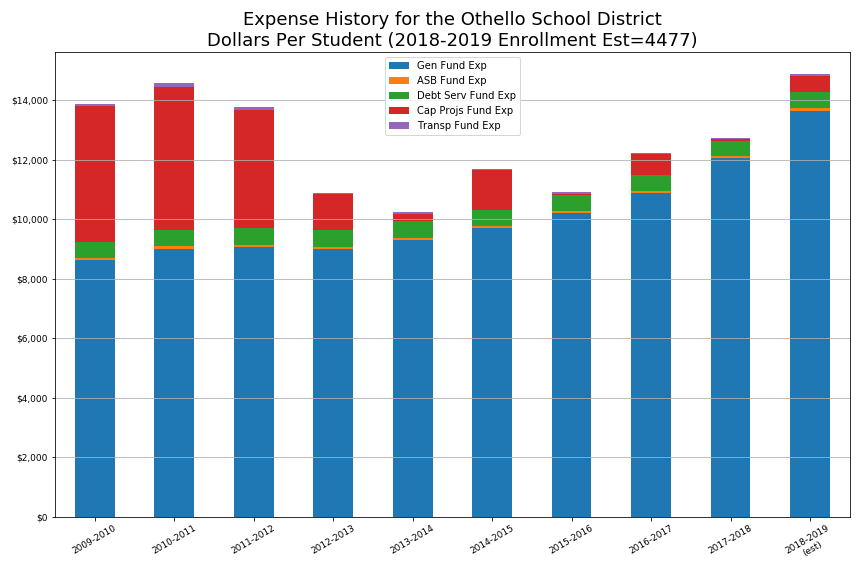 Expense History for the Othello School District
Dollars Per Student (2018-2019 Enrollment Est=4477)
Gen Fund Exp
ASB Fund Exp
Debt Serv Fund Exp
Cap Projs Fund Exp
Transp Fund Exp
$14,000
$12,000
$10,000
$8,000
$6,000
$4,000
$2,000
$0
2009-2010
2010-2011
2011-2012
2012-2013
2013-2014
2014-2015
2015-2016
2016-2017
2017-2018
2018-2019
(est)